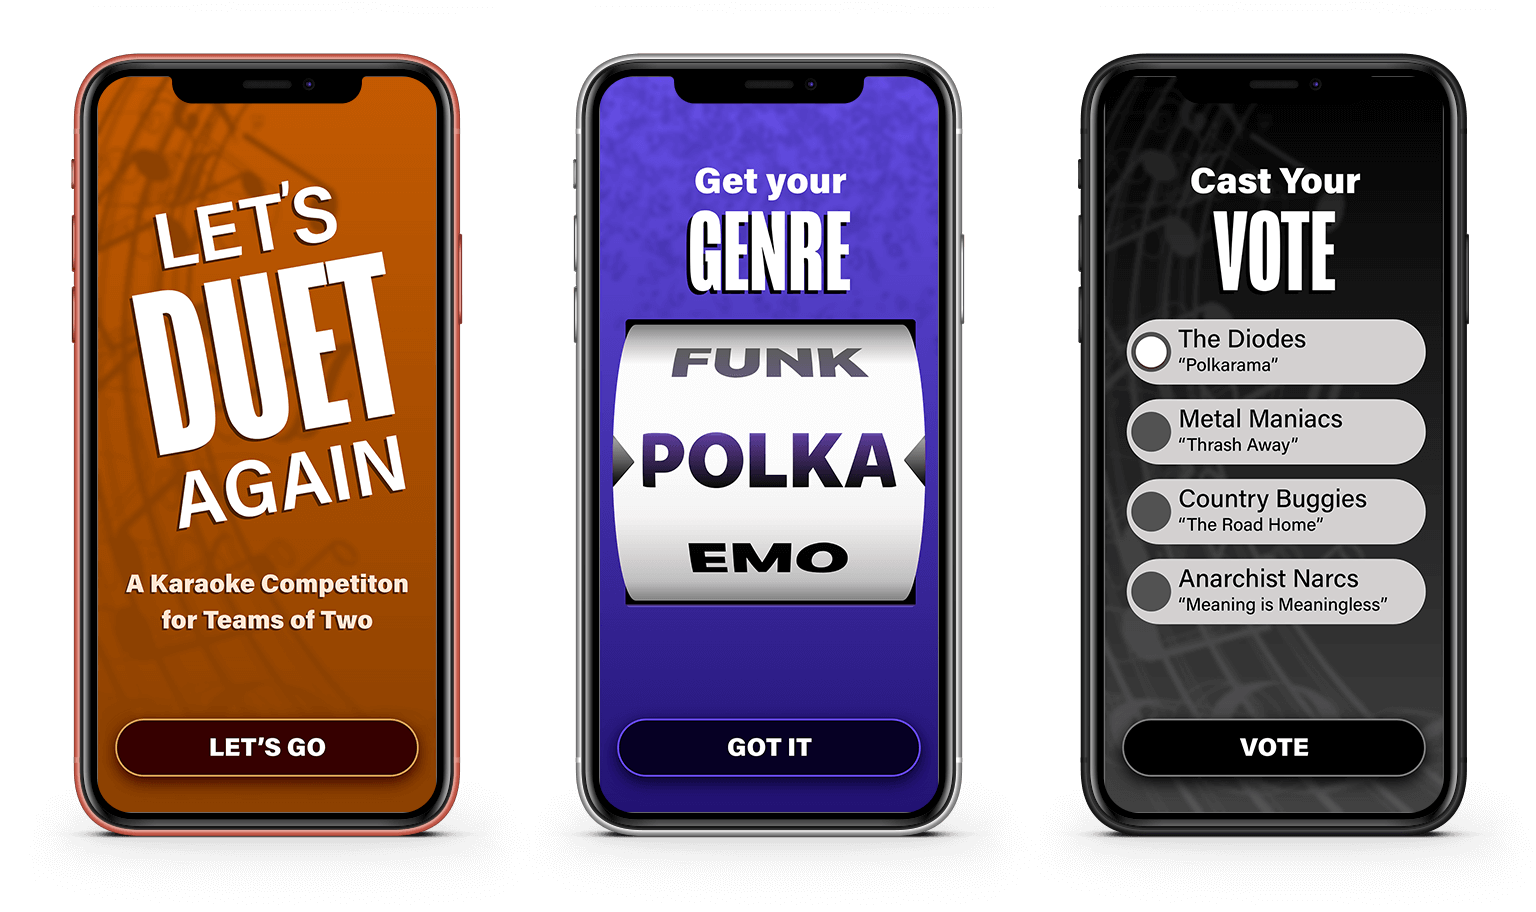 LET'S
DUET
AGAIN
A Karaoke Competiton
for Teams of Two
LET'S GO
Get your
GENRE
FUNK
POLKA
EMO
GOT IT
Cast Your
VOTE
The Diodes
“Polkarama”
Metal Maniacs
“Thrash Away”
Country Buggies
“The Road Home”
Anarchist Narcs
“Meaning is Meaningless”
VOTE